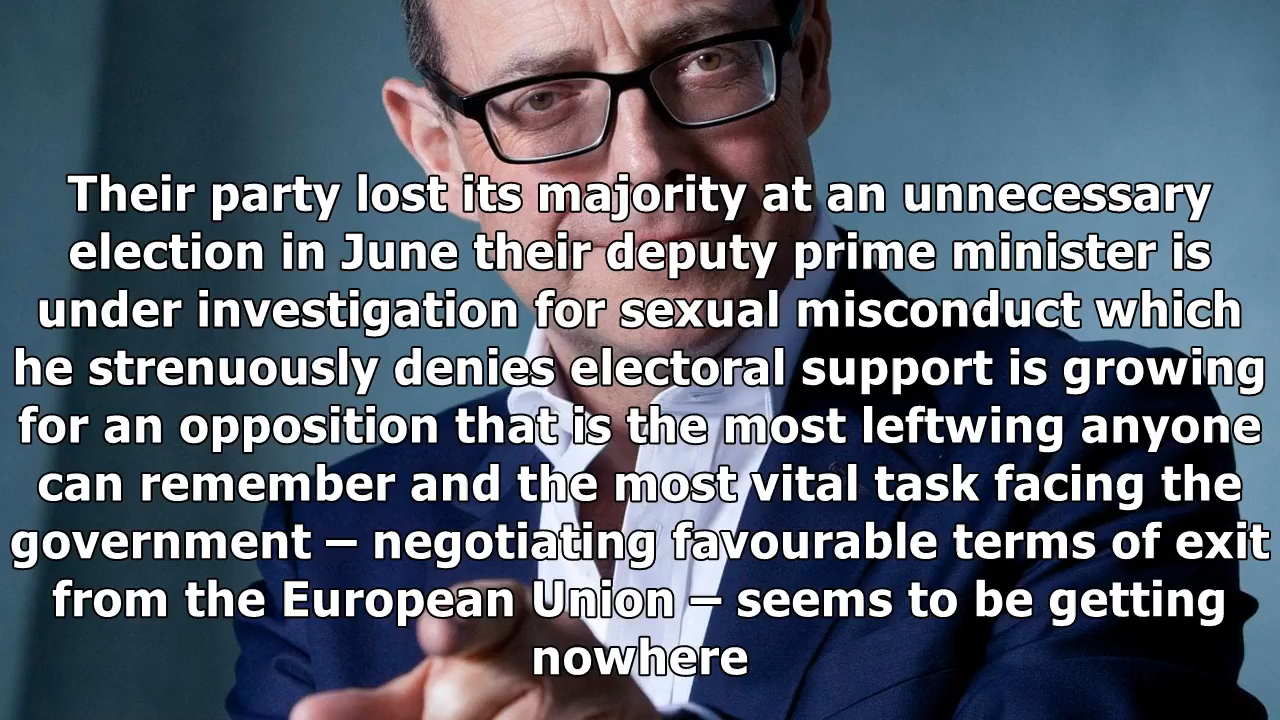 Their party lost its majority at an unnecessary
election in June their deputy prime minister is
under investigation for sexual misconduct which
he strenuously denies electoral support is growing
for an opposition that is the most leftwing anyone
can remember and the most vital task facing the
government – negotiating favourable terms of exit
from the European Union – seems to be getting
nowhere